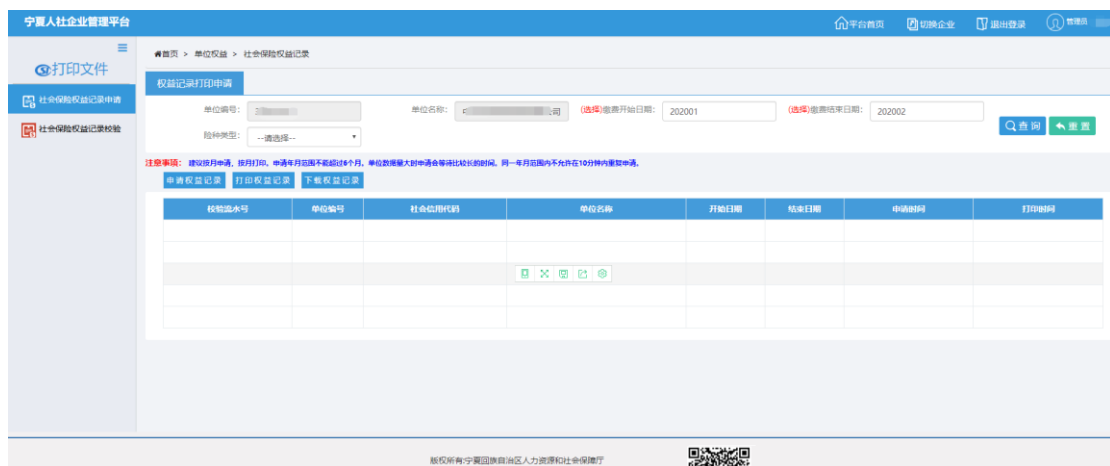 宁夏人社企业管理平台
平台首页 切换企业 退出登录 管理员
打印文件
社会保险权益记录申请
社会保险权益记录校验
首页 > 单位权益 > 社会保险权益记录
权益记录打印申请
单位编号: 单位名称: 司 (选择)缴费开始日期: 202001 (选择)缴费结束日期: 202002
险种类型: --请选择--
查 询 重 置
注意事项: 建议按月申请,按月打印,申请年月范围不能超过6个月,单位数据量大时申请会等待比较长的时间,同一年月范围内不允许在10分钟内重复申请。
申请权益记录 打印权益记录 下载权益记录
校验流水号 单位编号 社会信用代码 单位名称 开始日期 结束日期 申请时间 打印时间
版权所有:宁夏回族自治区人力资源和社会保障厅